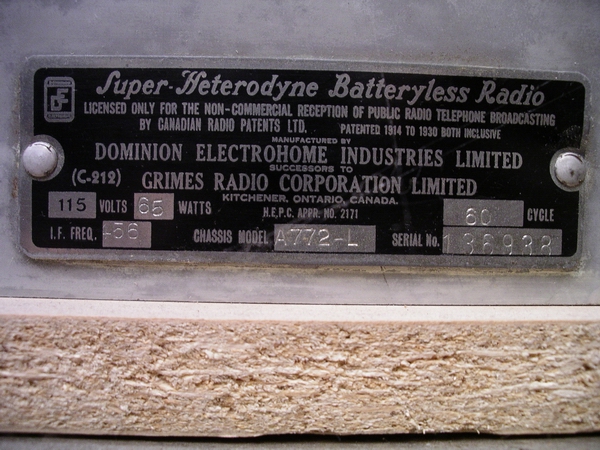 Super-Heterodyne Batteryless Radio
LICENSED ONLY FOR THE NON-COMMERCIAL RECEPTION OF PUBLIC RADIO TELEPHONE BROADCASTING
BY CANADIAN RADIO PATENTS LTD. PATENTED 1914 TO 1930 BOTH INCLUSIVE
MANUFACTURED BY
DOMINION ELECTROHOME INDUSTRIES LIMITED
SUCCESSORS TO
(C-212) GRIMES RADIO CORPORATION LIMITED
KITCHENER, ONTARIO, CANADA.
115 VOLTS 65 WATTS H.E.P.C. APPR. NO. 2171 60 CYCLE
I.F. FREQ. 56 CHASSIS MODEL A772-L SERIAL No. 136938